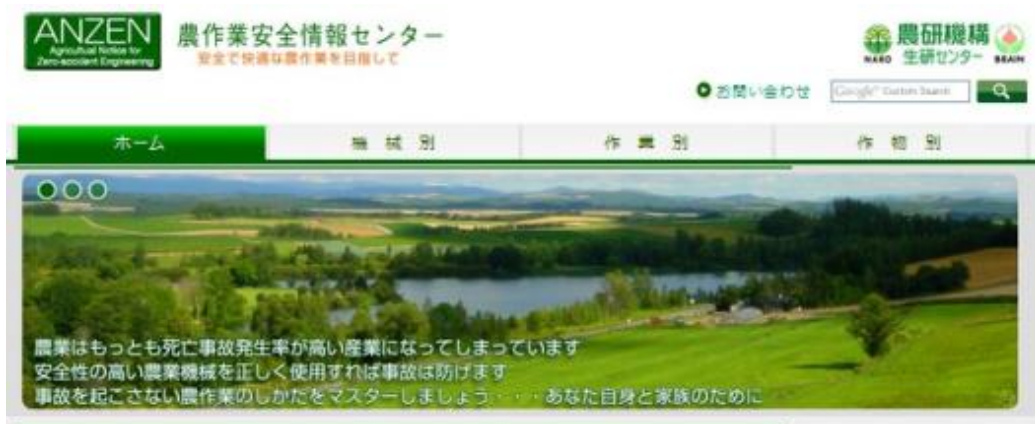 ANZEN
Agricultural Notice for
Zero-accident Engineering
農作業安全情報センター
安全で快適な農作業を目指して
農研機構
NARO 生研センター BRAIN
お問い合わせ
Google Custom Search
ホーム
機械別
作業別
作物別
農業はもっとも死亡事故発生率が高い産業になってしまっています
安全性の高い農業機械を正しく使用すれば事故は防げます
事故を起こさない農作業のしかたをマスターしましょう・・・あなた自身と家族のために